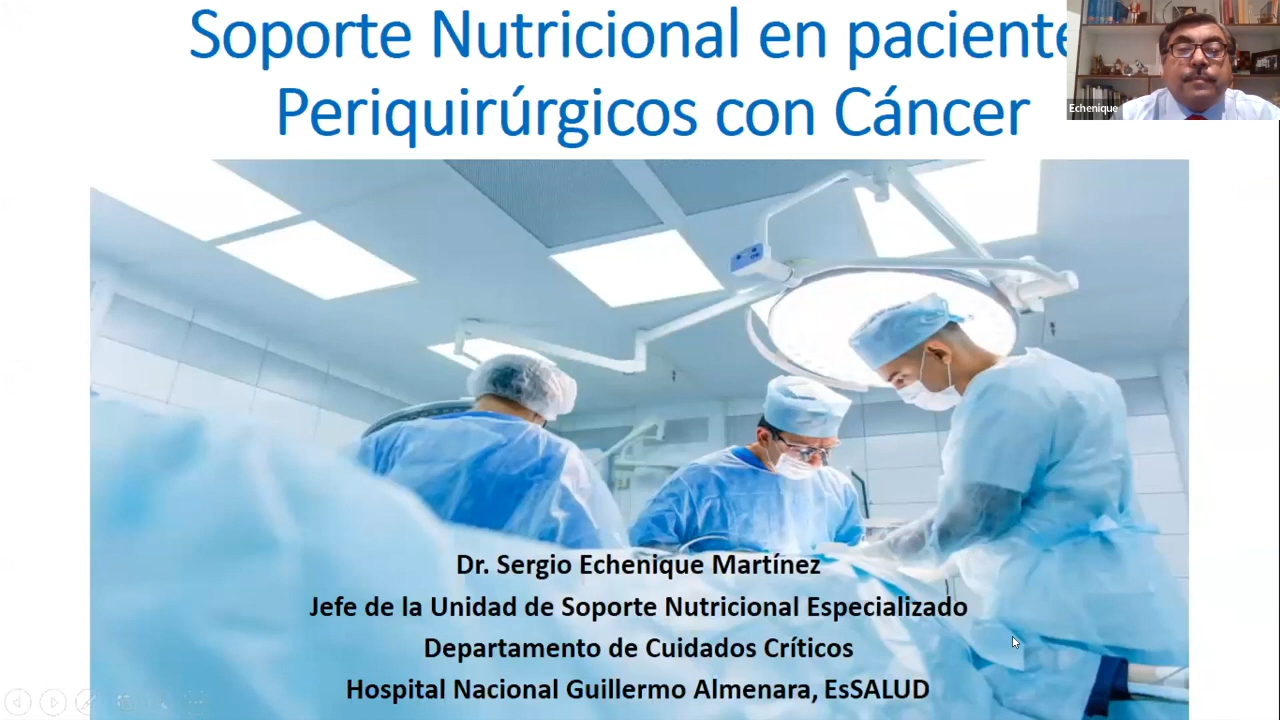 Soporte Nutricional en paciente
Periquirúrgicos con Cáncer
Echenique
Dr. Sergio Echenique Martínez
Jefe de la Unidad de Soporte Nutricional Especializado
Departamento de Cuidados Críticos
Hospital Nacional Guillermo Almenara, EsSALUD